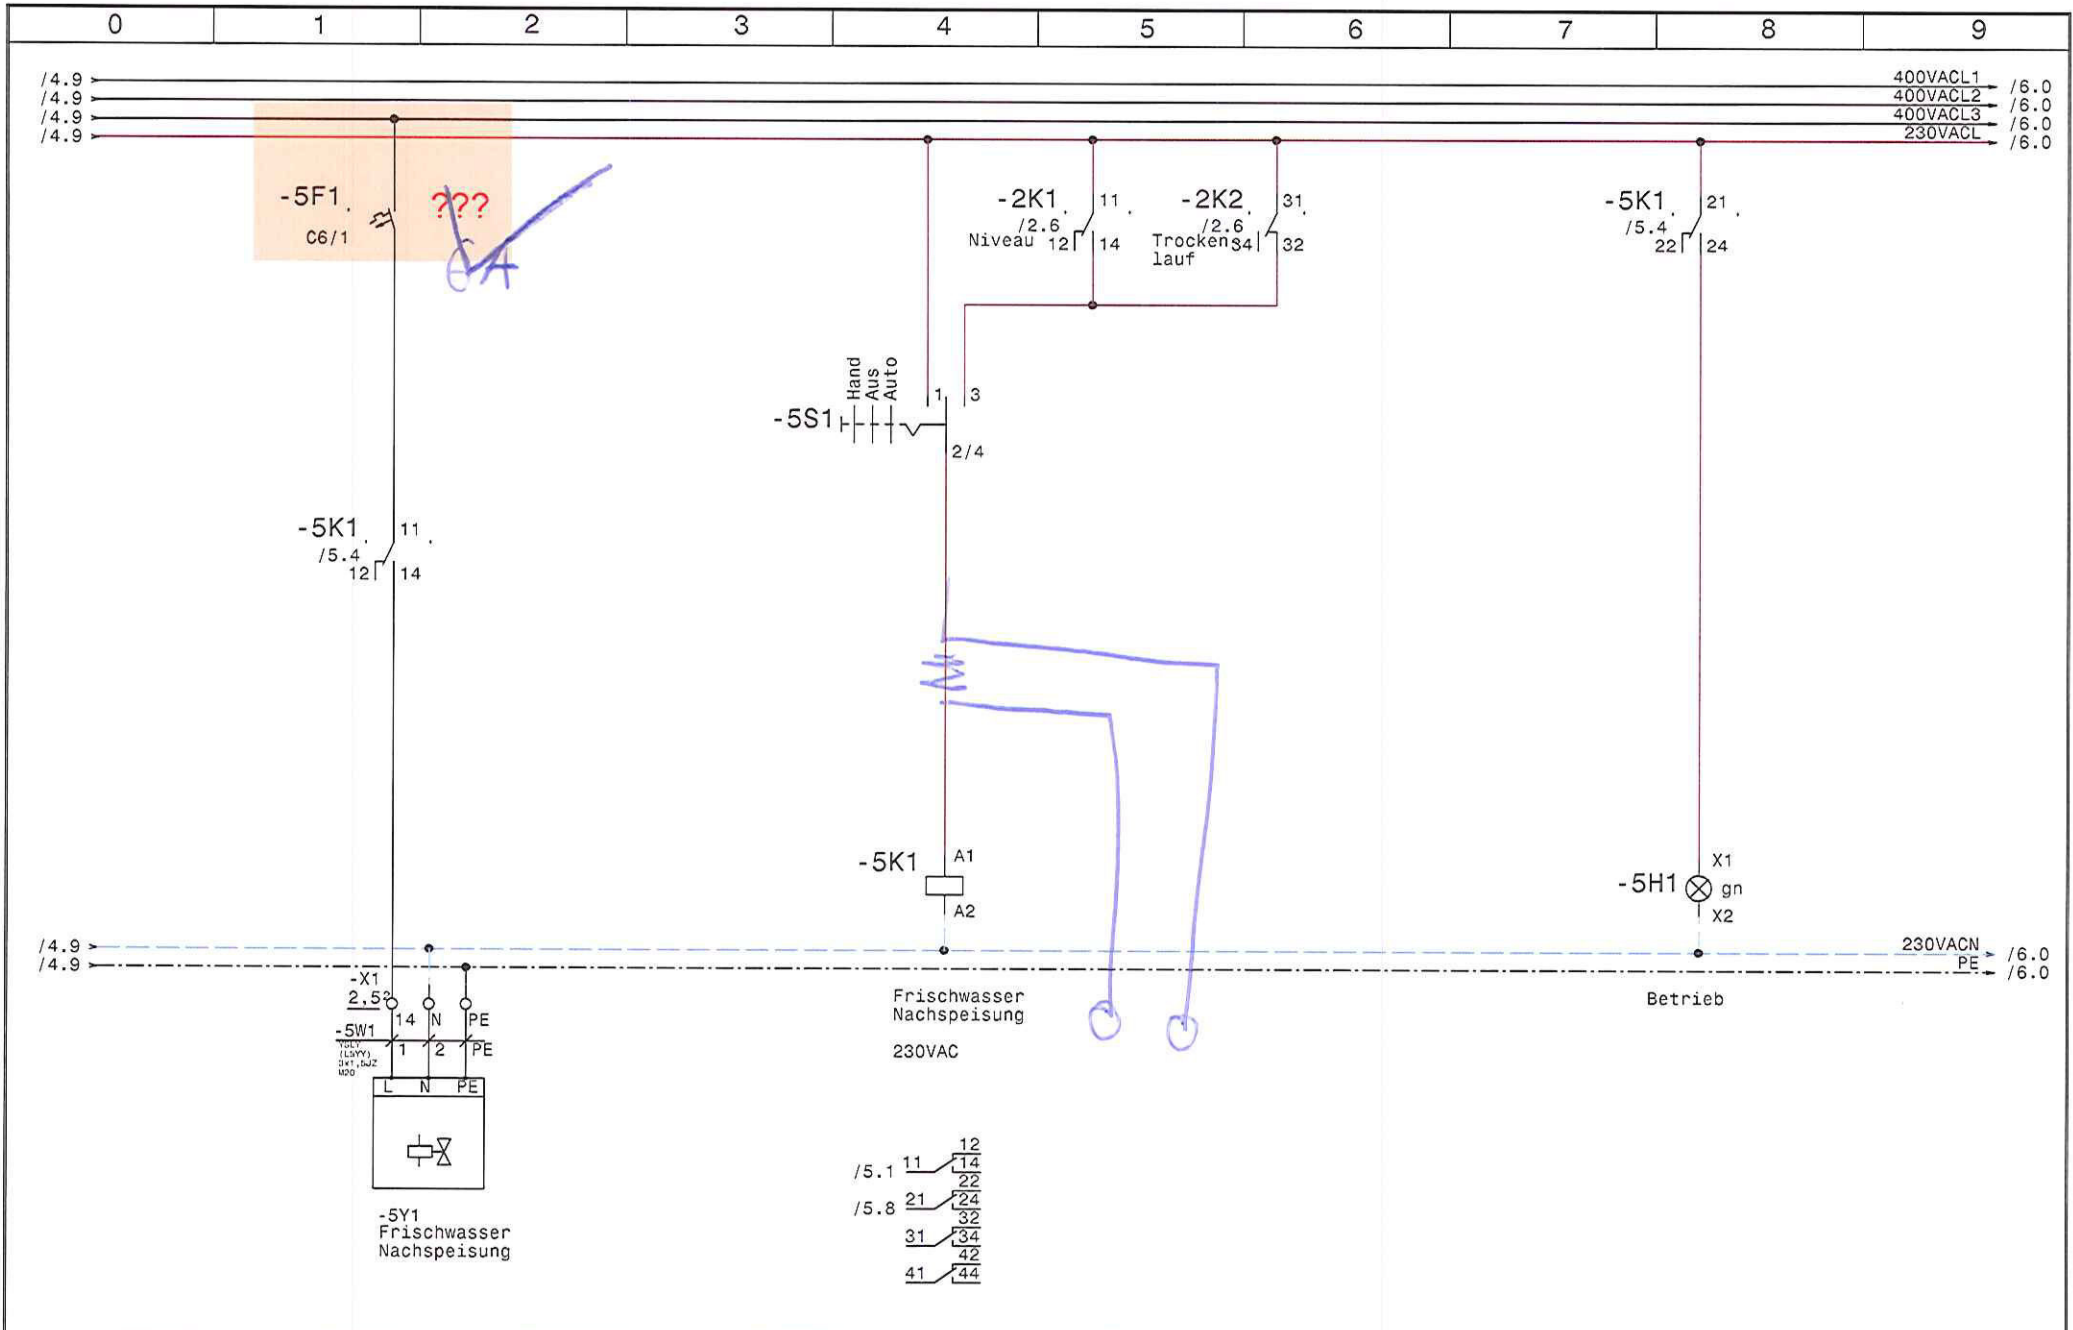 0 1 2 3 4 5 6 7 8 9
/4.9 400VACL1 /6.0
/4.9 400VACL2 /6.0
/4.9 400VACL3 /6.0
/4.9 230VACL /6.0
-5F1 ???
C6/1
6A
-2K1 11
/2.6
Niveau 12 14
-2K2 31
/2.6
Trocken 34 32
lauf
-5K1 21
/5.4
22 24
Hand
Aus
Auto
1 3
-5S1
2/4
-5K1 11
/5.4
12 14
-5K1 A1
A2
X1
-5H1 gn
X2
/4.9 230VACN /6.0
/4.9 PE /6.0
-X1
2,5²
14 N PE
-5W1
1 2 PE
(LSYY)
M20
L N PE
-5Y1
Frischwasser
Nachspeisung
Frischwasser
Nachspeisung
230VAC
Betrieb
12
/5.1 11 14
22
/5.8 21 24
32
31 34
42
41 44